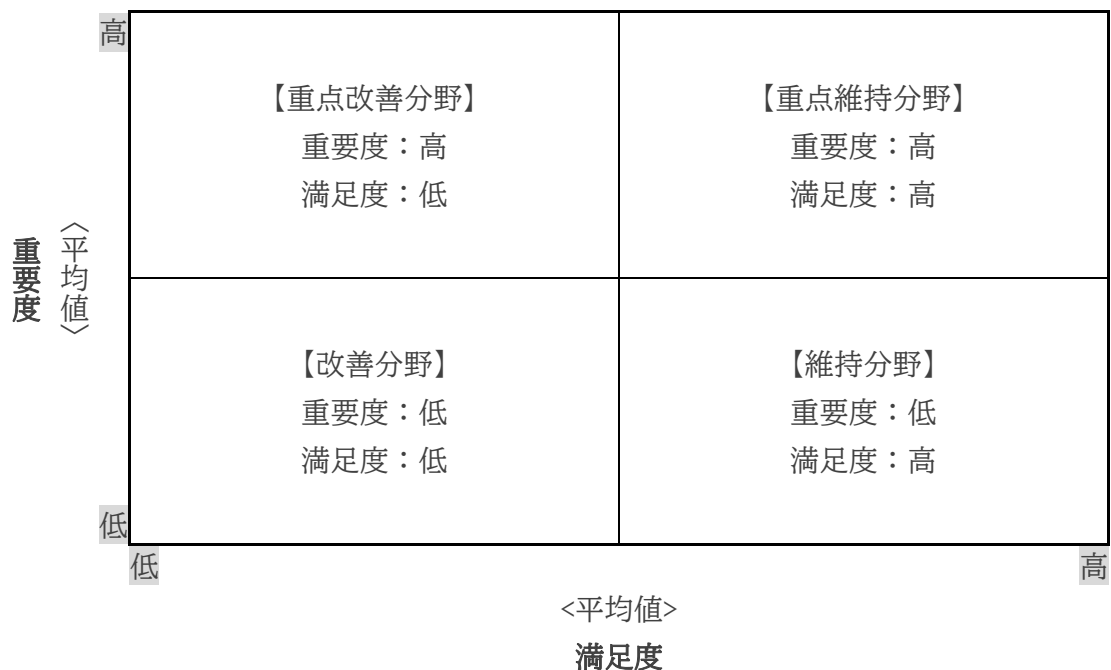 高
【重点改善分野】
重要度：高
満足度：低
【重点維持分野】
重要度：高
満足度：高
重要度
〈平均値〉
【改善分野】
重要度：低
満足度：低
【維持分野】
重要度：低
満足度：高
低
低
高
<平均値>
満足度